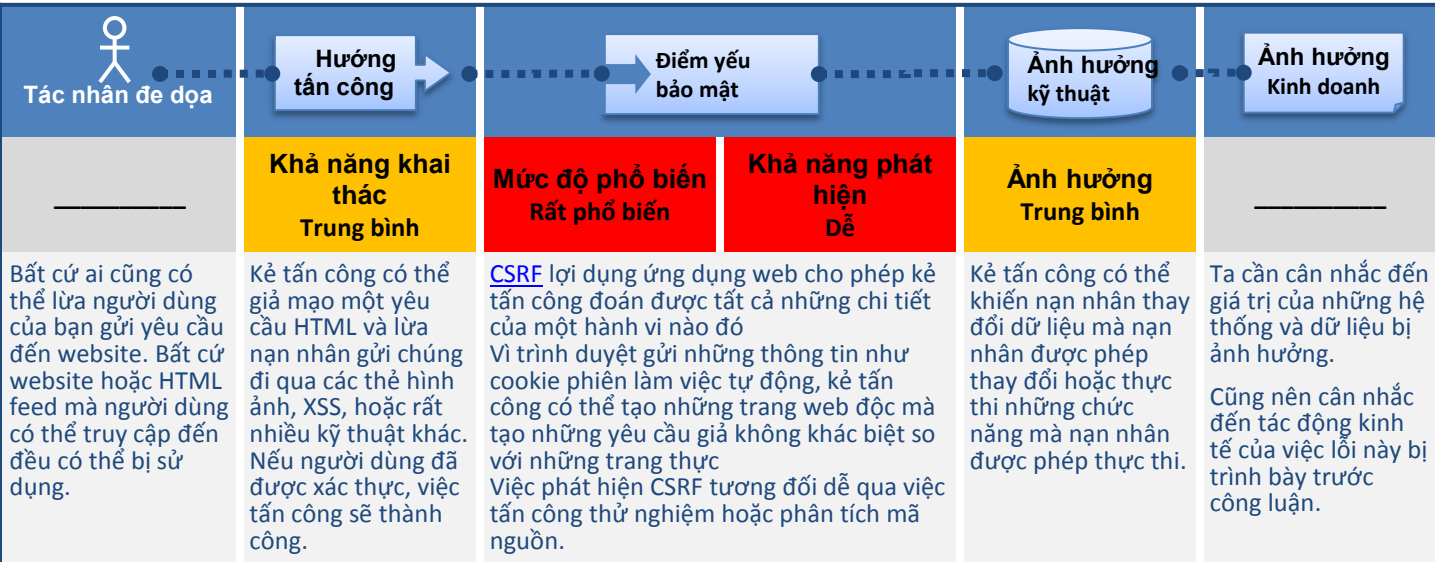 Tác nhân đe dọa
Hướng
tấn công
Điểm yếu
bảo mật
Ảnh hưởng
kỹ thuật
Ảnh hưởng
Kinh doanh
__________
Khả năng khai
thác
Trung bình
Mức độ phổ biến
Rất phổ biến
Khả năng phát
hiện
Dễ
Ảnh hưởng
Trung bình
__________
Bất cứ ai cũng có
thể lừa người dùng
của bạn gửi yêu cầu
đến website. Bất cứ
website hoặc HTML
feed mà người dùng
có thể truy cập đến
đều có thể bị sử
dụng.
Kẻ tấn công có thể
giả mạo một yêu
cầu HTML và lừa
nạn nhân gửi chúng
đi qua các thẻ hình
ảnh, XSS, hoặc rất
nhiều kỹ thuật khác.
Nếu người dùng đã
được xác thực, việc
tấn công sẽ thành
công.
CSRF lợi dụng ứng dụng web cho phép kẻ
tấn công đoán được tất cả những chi tiết
của một hành vi nào đó
Vì trình duyệt gửi những thông tin như
cookie phiên làm việc tự động, kẻ tấn
công có thể tạo những trang web độc mà
tạo những yêu cầu giả không khác biệt so
với những trang thực
Việc phát hiện CSRF tương đối dễ qua việc
tấn công thử nghiệm hoặc phân tích mã
nguồn.
Kẻ tấn công có thể
khiến nạn nhân thay
đổi dữ liệu mà nạn
nhân được phép
thay đổi hoặc thực
thi những chức
năng mà nạn nhân
được phép thực thi.
Ta cần cân nhắc đến
giá trị của những hệ
thống và dữ liệu bị
ảnh hưởng.
Cũng nên cân nhắc
đến tác động kinh
tế của việc lỗi này bị
trình bày trước
công luận.